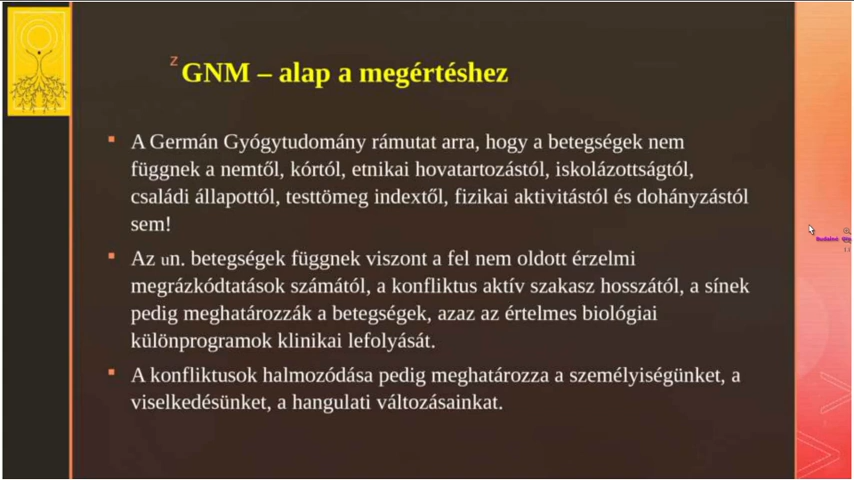 z
GNM – alap a megértéshez
▪ A Germán Gyógytudomány rámutat arra, hogy a betegségek nem
függnek a nemtől, kórtól, etnikai hovatartozástól, iskolázottságtól,
családi állapottól, testtömeg indextől, fizikai aktivitástól és dohányzástól
sem!
▪ Az un. betegségek függnek viszont a fel nem oldott érzelmi
megrázkódtatások számától, a konfliktus aktív szakasz hosszától, a sínek
pedig meghatározzák a betegségek, azaz az értelmes biológiai
különprogramok klinikai lefolyását.
▪ A konfliktusok halmozódása pedig meghatározza a személyiségünket, a
viselkedésünket, a hangulati változásainkat.